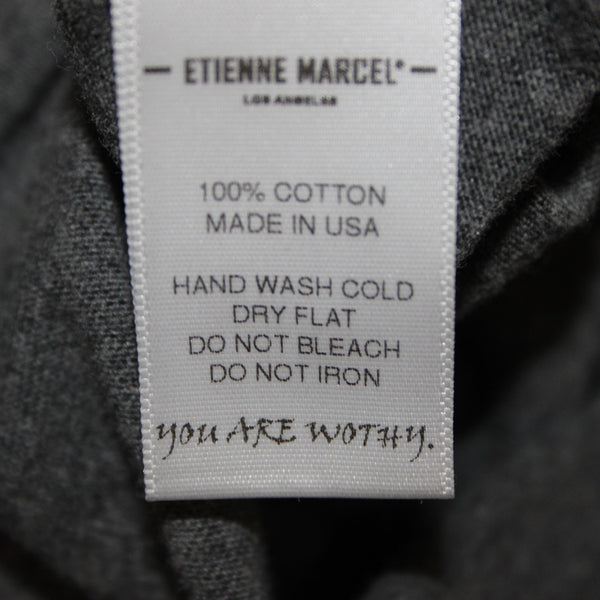 — ETIENNE MARCEL® —
LOS ANGELES
100% COTTON
MADE IN USA
HAND WASH COLD
DRY FLAT
DO NOT BLEACH
DO NOT IRON
YOU ARE WOTHY.